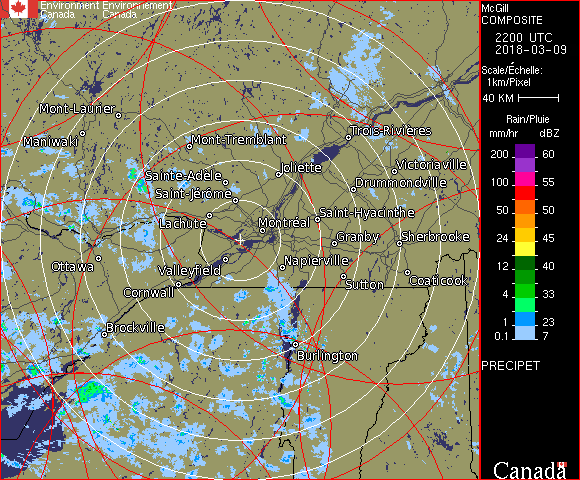 Environment Environnement
Canada Canada
McGill
COMPOSITE
2200 UTC
2018-03-09
Scale/Échelle:
1km/Pixel
40 KM
Rain/Pluie
mm/hr dBZ
200 60
100 55
50 50
24 45
12 40
4 33
1 23
0.1 7
PRECIPET
Canada
Mont-Laurier
Maniwaki
Mont-Tremblant
Trois-Rivières
Sainte-Adèle
Joliette
Victoriaville
Saint-Jérôme
Drummondville
Lachute
Montréal
Saint-Hyacinthe
Granby
Sherbrooke
Ottawa
Valleyfield
Napierville
Cornwall
Sutton
Coaticook
Brockville
Burlington